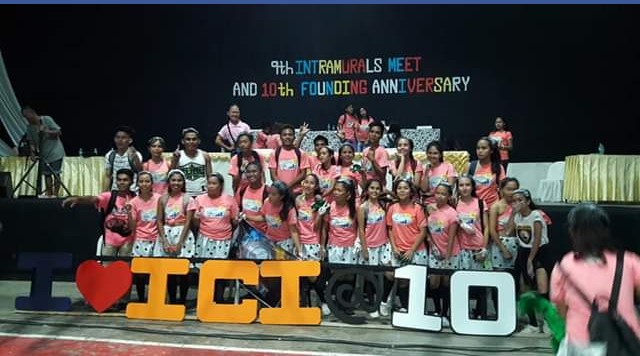 9th INTRAMURALS MEET
AND 10th FOUNDING ANNIVERSARY
I ❤ ICI@10